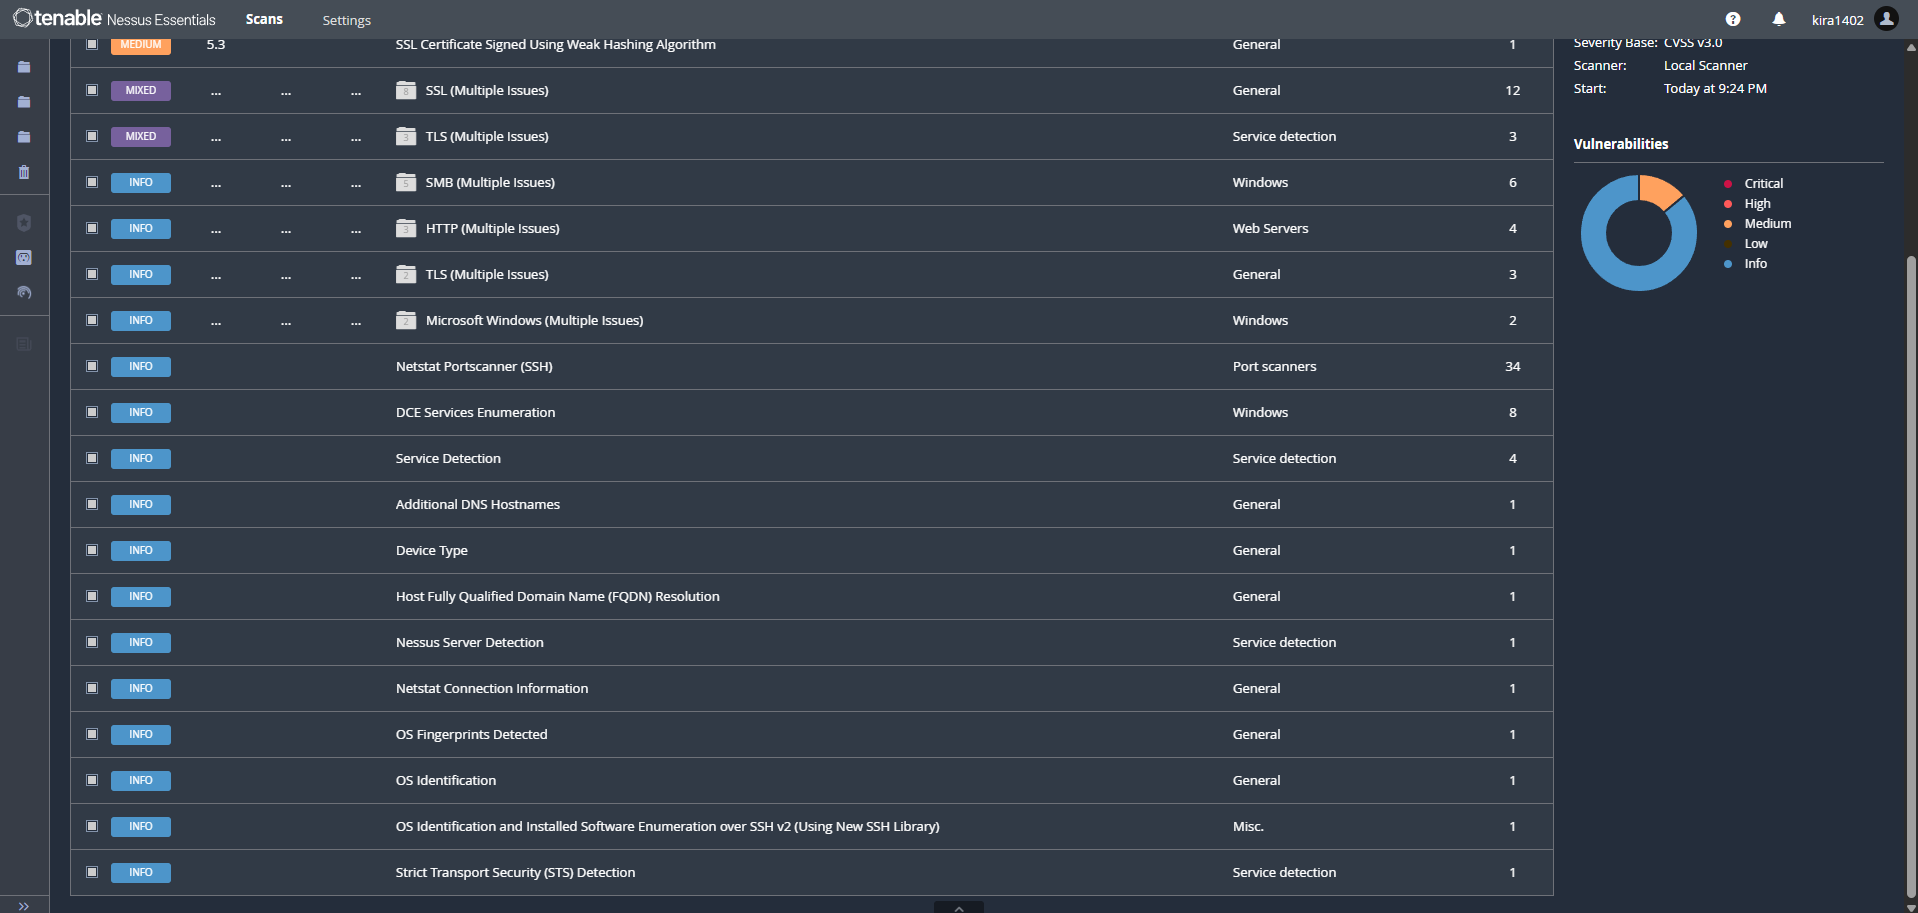 tenable Nessus Essentials Scans Settings ? kira1402
MEDIUM 5.3 SSL Certificate Signed Using Weak Hashing Algorithm General 1
MIXED ... ... ... 8 SSL (Multiple Issues) General 12
MIXED ... ... ... 3 TLS (Multiple Issues) Service detection 3
INFO ... ... ... 5 SMB (Multiple Issues) Windows 6
INFO ... ... ... 3 HTTP (Multiple Issues) Web Servers 4
INFO ... ... ... 2 TLS (Multiple Issues) General 3
INFO ... ... ... 2 Microsoft Windows (Multiple Issues) Windows 2
INFO Netstat Portscanner (SSH) Port scanners 34
INFO DCE Services Enumeration Windows 8
INFO Service Detection Service detection 4
INFO Additional DNS Hostnames General 1
INFO Device Type General 1
INFO Host Fully Qualified Domain Name (FQDN) Resolution General 1
INFO Nessus Server Detection Service detection 1
INFO Netstat Connection Information General 1
INFO OS Fingerprints Detected General 1
INFO OS Identification General 1
INFO OS Identification and Installed Software Enumeration over SSH v2 (Using New SSH Library) Misc. 1
INFO Strict Transport Security (STS) Detection Service detection 1
Severity Base: CVSS v3.0
Scanner: Local Scanner
Start: Today at 9:24 PM
Vulnerabilities
Critical
High
Medium
Low
Info